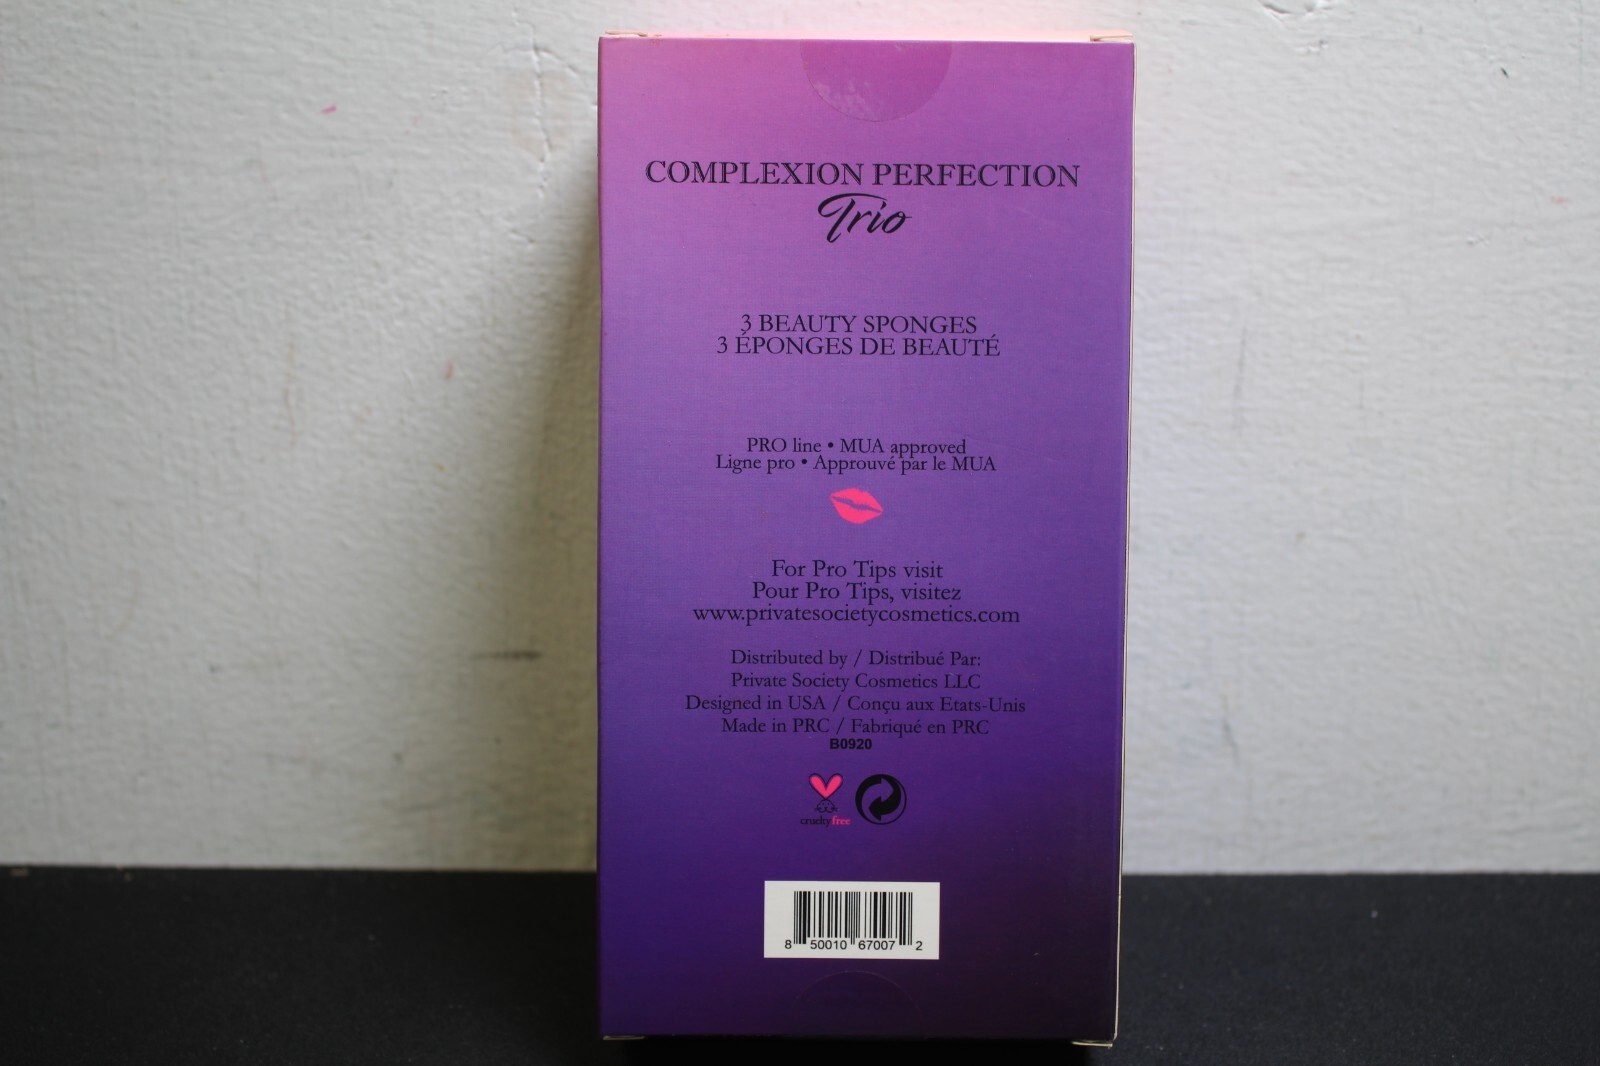 COMPLEXION PERFECTION
Trio
3 BEAUTY SPONGES
3 ÉPONGES DE BEAUTÉ
PRO line • MUA approved
Ligne pro • Approuvé par le MUA
For Pro Tips visit
Pour Pro Tips, visitez
www.privatesocietycosmetics.com
Distributed by / Distribué Par:
Private Society Cosmetics LLC
Designed in USA / Conçu aux Etats-Unis
Made in PRC / Fabriqué en PRC
B0920
crueltyfree
8 50010 67007 2